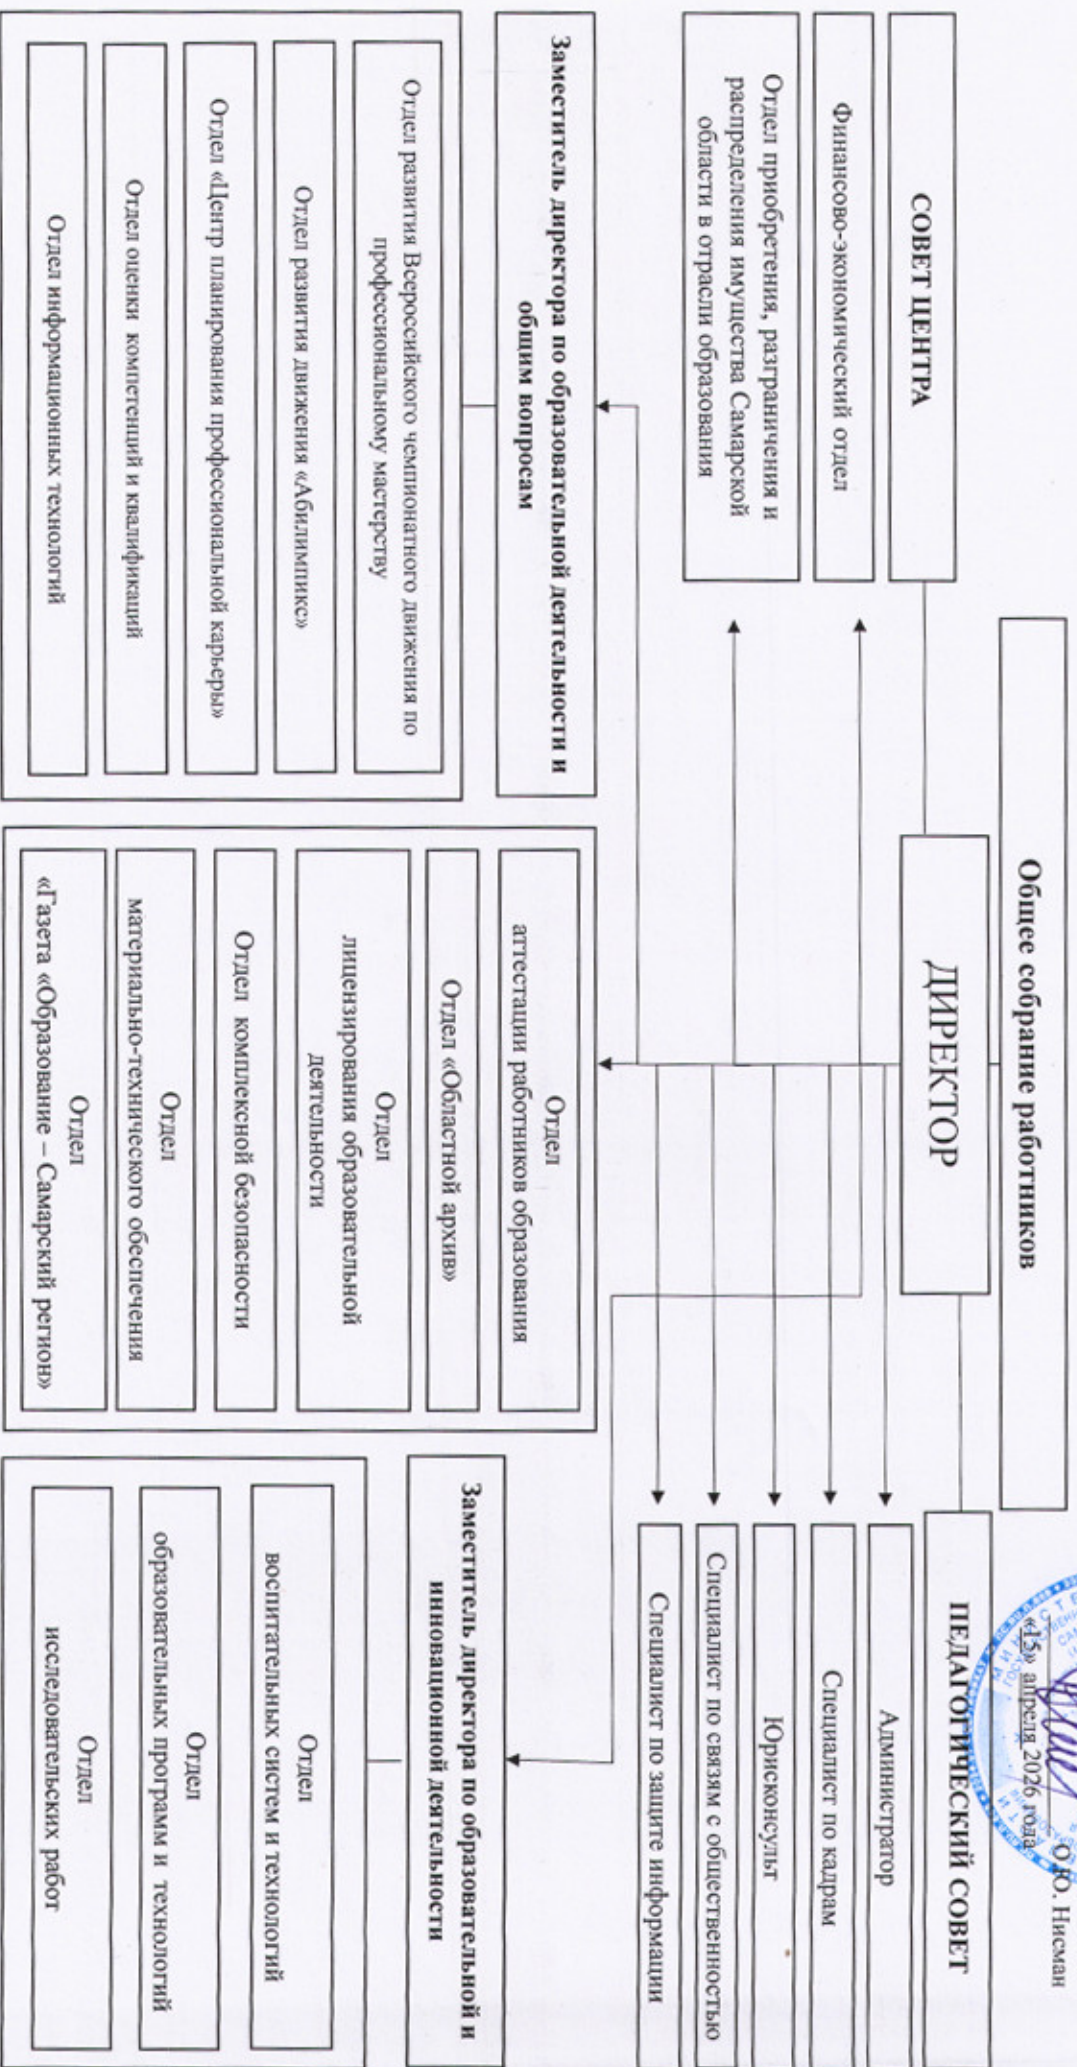 О.Ю. Нисман
«15» апреля 2026 года
Общее собрание работников
СОВЕТ ЦЕНТРА
ДИРЕКТОР
ПЕДАГОГИЧЕСКИЙ СОВЕТ
Финансово-экономический отдел
Отдел приобретения, разграничения и
распределения имущества Самарской
области в отрасли образования
Администратор
Специалист по кадрам
Юрисконсульт
Специалист по связям с общественностью
Специалист по защите информации
Заместитель директора по образовательной деятельности и
общим вопросам
Отдел развития Всероссийского чемпионатного движения по
профессиональному мастерству
Отдел развития движения «Абилимпикс»
Отдел «Центр планирования профессиональной карьеры»
Отдел оценки компетенций и квалификаций
Отдел информационных технологий
Отдел
аттестации работников образования
Отдел «Областной архив»
Отдел
лицензирования образовательной
деятельности
Отдел комплексной безопасности
Отдел
материально-технического обеспечения
Отдел
«Газета «Образование – Самарский регион»
Заместитель директора по образовательной и
инновационной деятельности
Отдел
воспитательных систем и технологий
Отдел
образовательных программ и технологий
Отдел
исследовательских работ